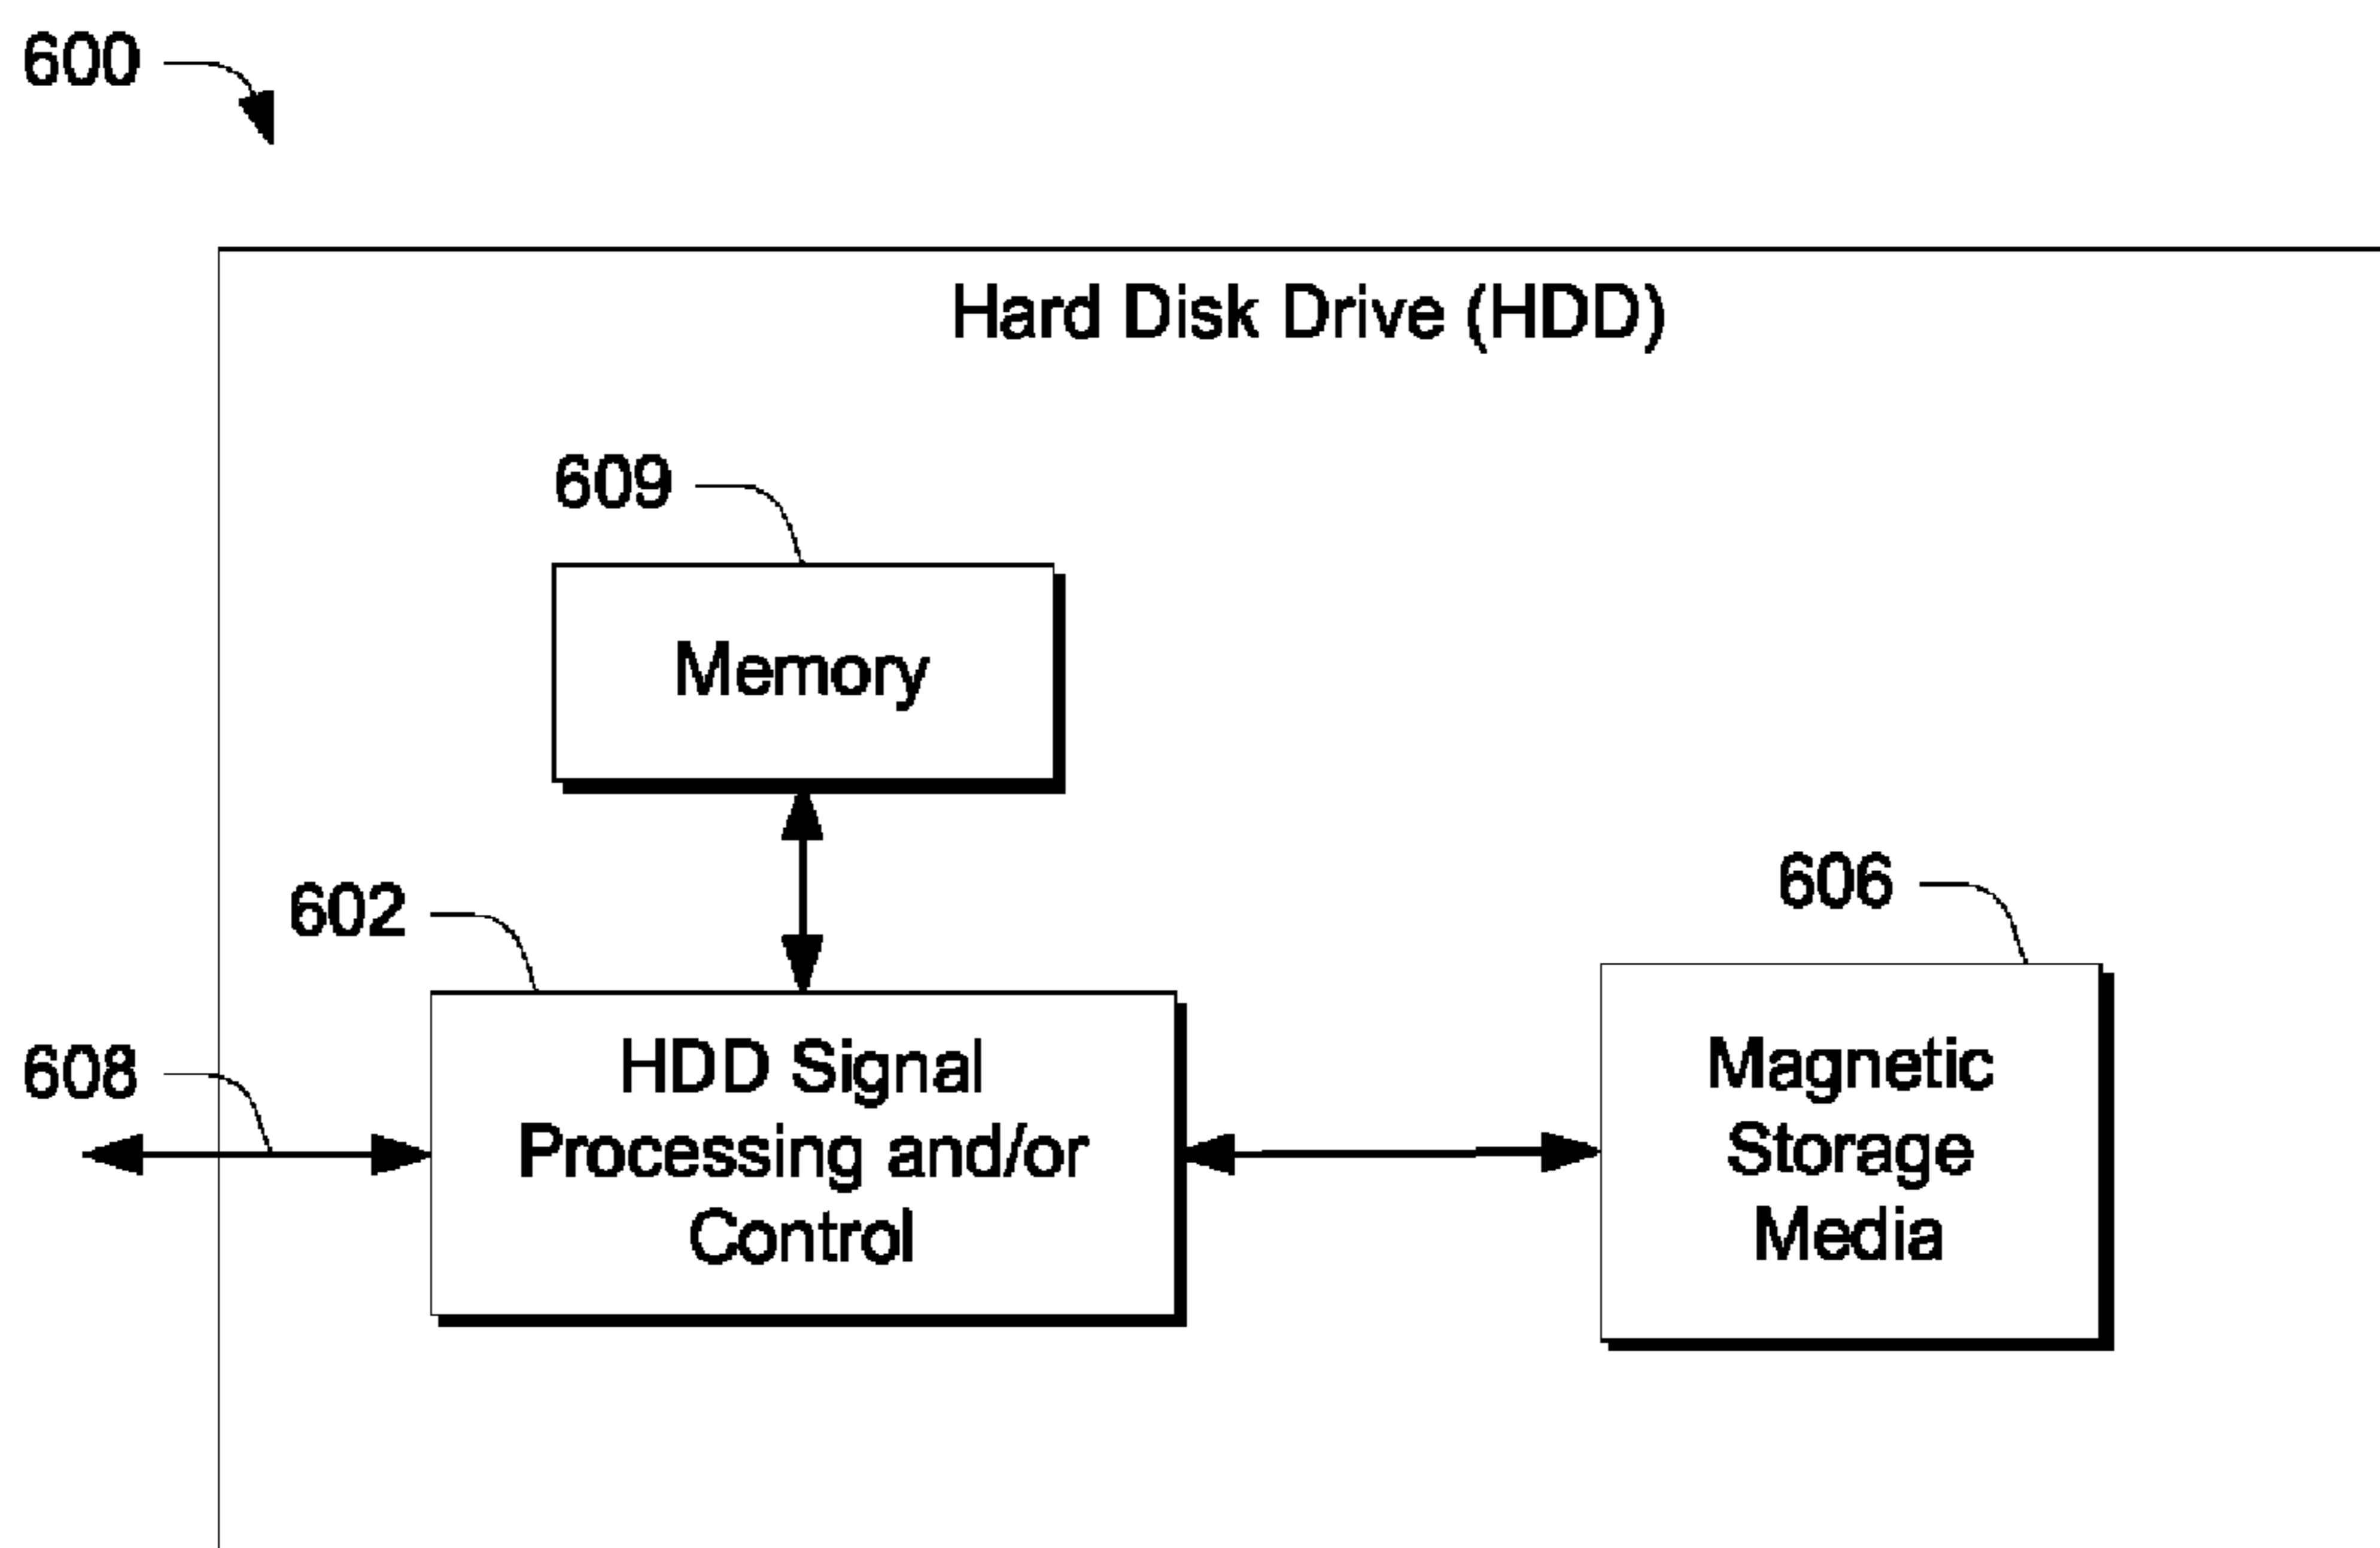 600
Hard Disk Drive (HDD)
609
Memory
602
606
608
HDD Signal
Processing and/or
Control
Magnetic
Storage
Media